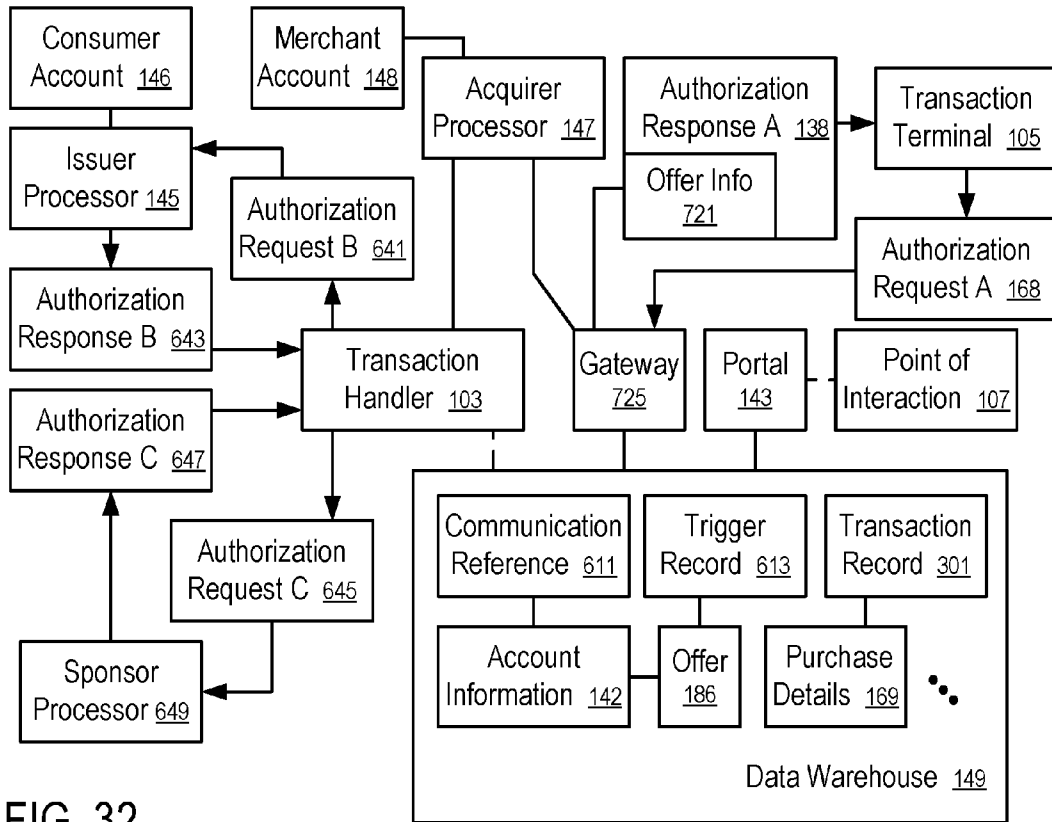 Consumer
Account 146
Merchant
Account 148
Acquirer
Processor 147
Authorization
Response A 138
Offer Info
721
Transaction
Terminal 105
Issuer
Processor 145
Authorization
Request B 641
Authorization
Request A 168
Authorization
Response B 643
Transaction
Handler 103
Gateway
725
Portal
143
Point of
Interaction 107
Authorization
Response C 647
Authorization
Request C 645
Sponsor
Processor 649
Communication
Reference 611
Trigger
Record 613
Transaction
Record 301
Account
Information 142
Offer
186
Purchase
Details 169
Data Warehouse 149
FIG. 32